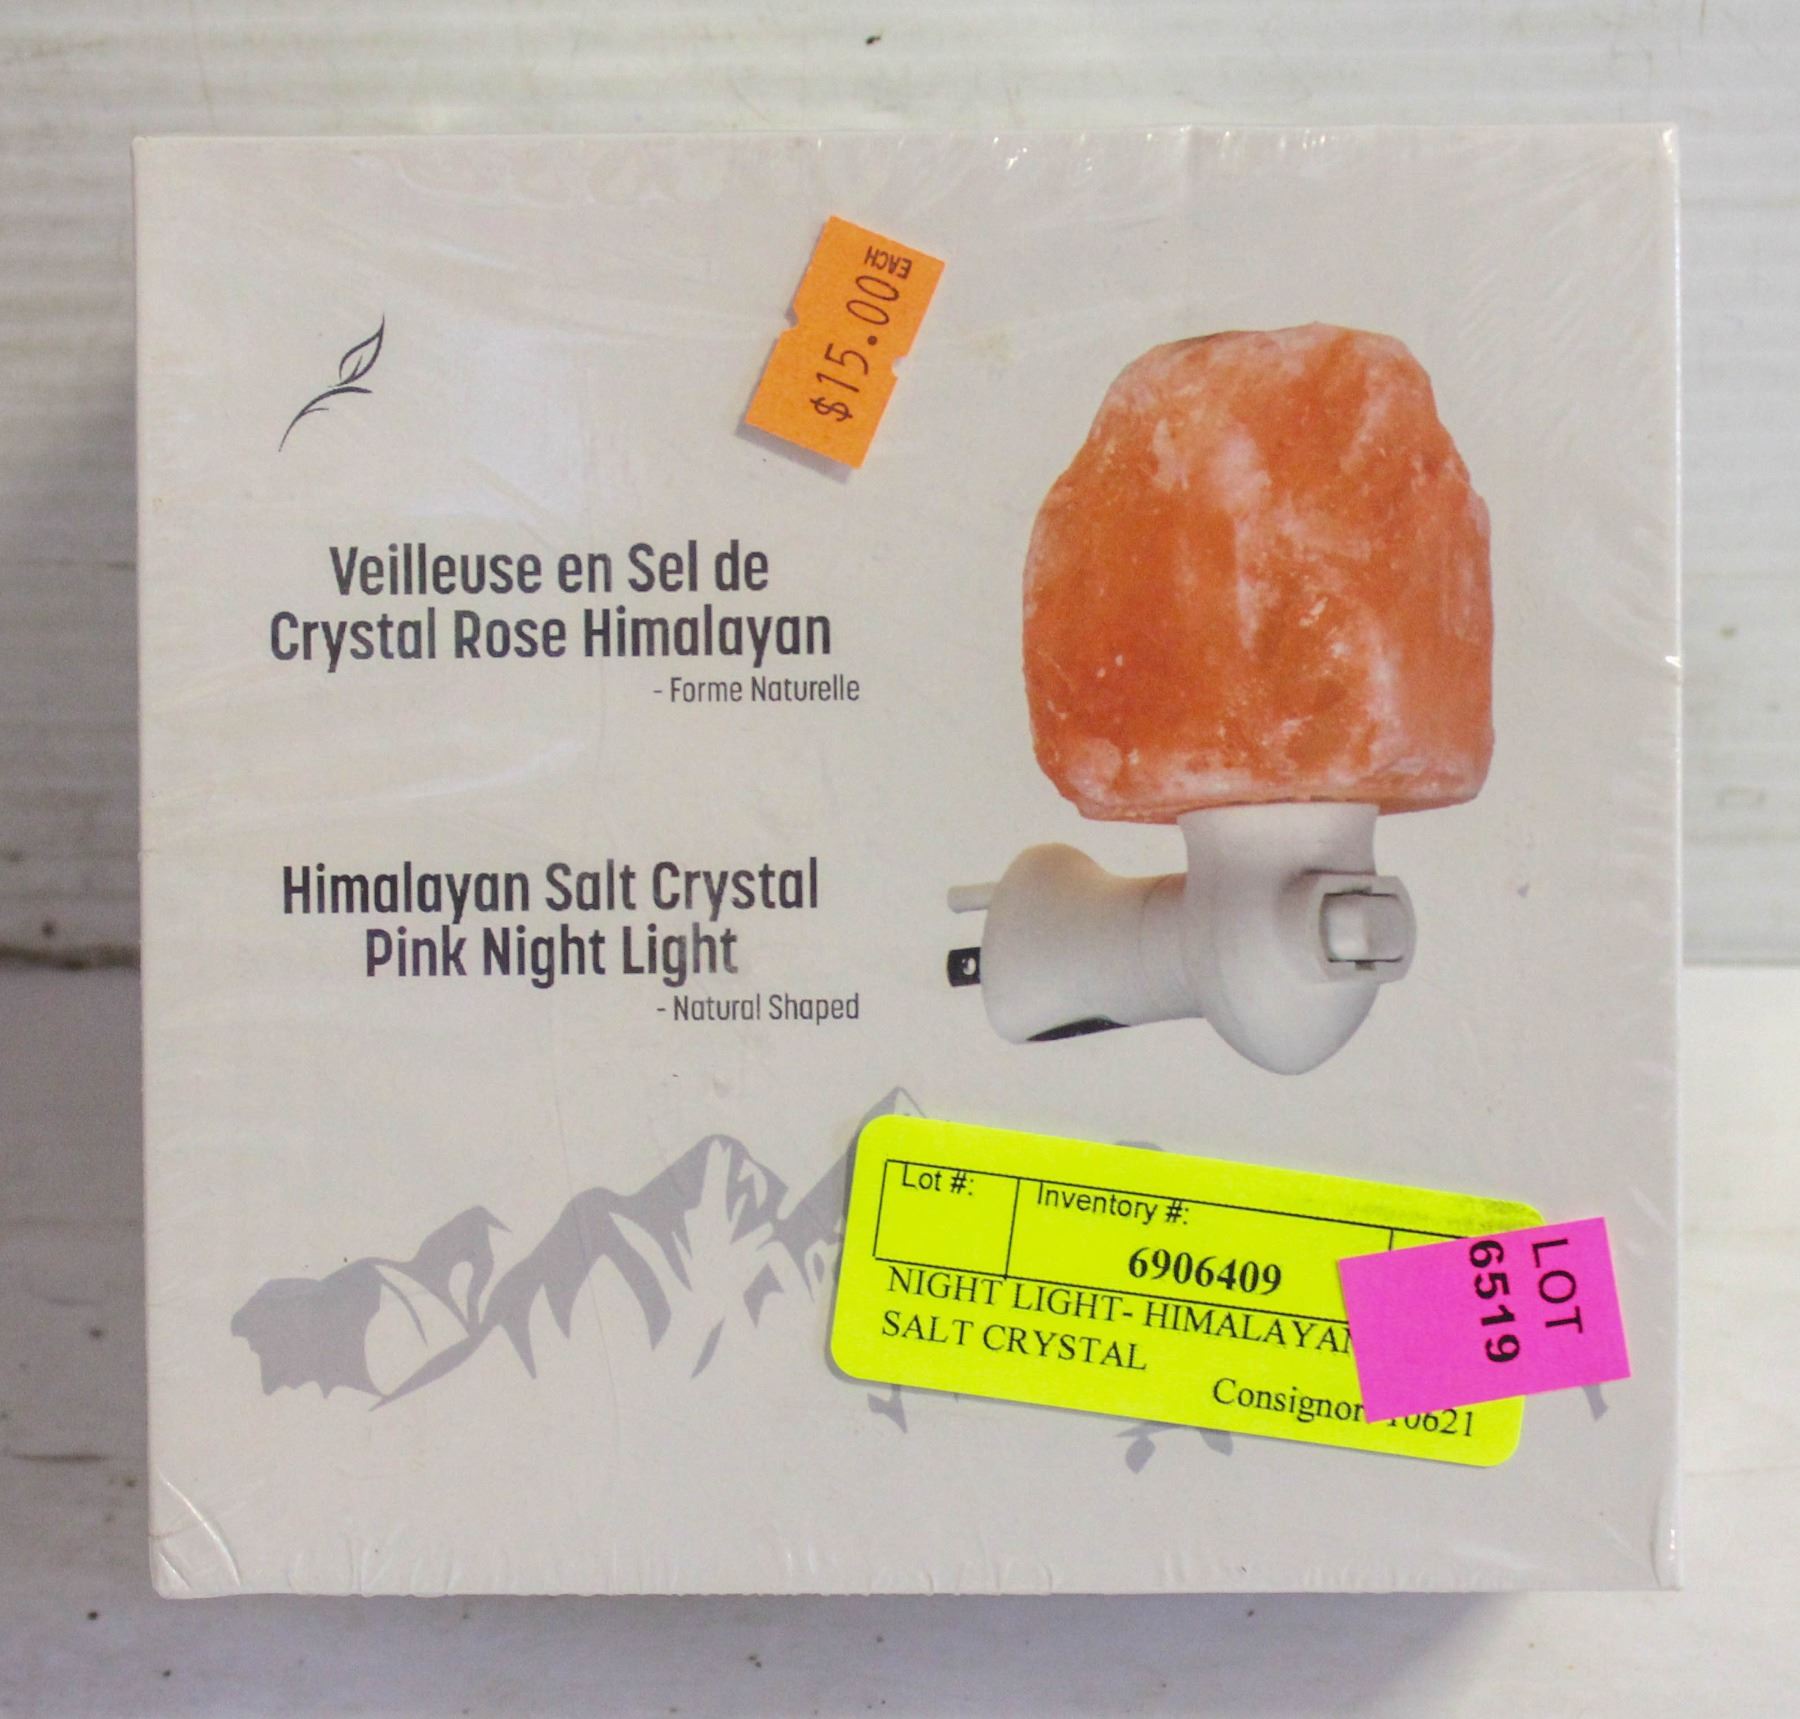 $15.00
EACH
Veilleuse en Sel de
Crystal Rose Himalayan
- Forme Naturelle
Himalayan Salt Crystal
Pink Night Light
- Natural Shaped
Lot #:
Inventory #:
6906409
NIGHT LIGHT- HIMALAYAN
SALT CRYSTAL
Consignor 10621
LOT
6519